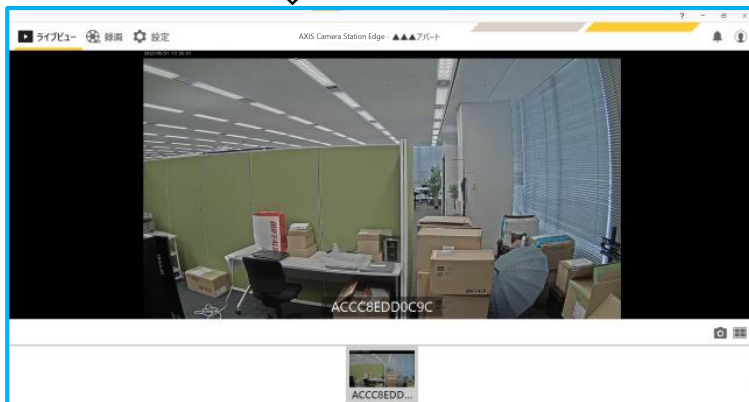 ? - ×
ライブビュー 録画 設定 AXIS Camera Station Edge - ▲▲▲アパート
BUFFALO
ACCC8EDD0C9C
ACCC8EDD...